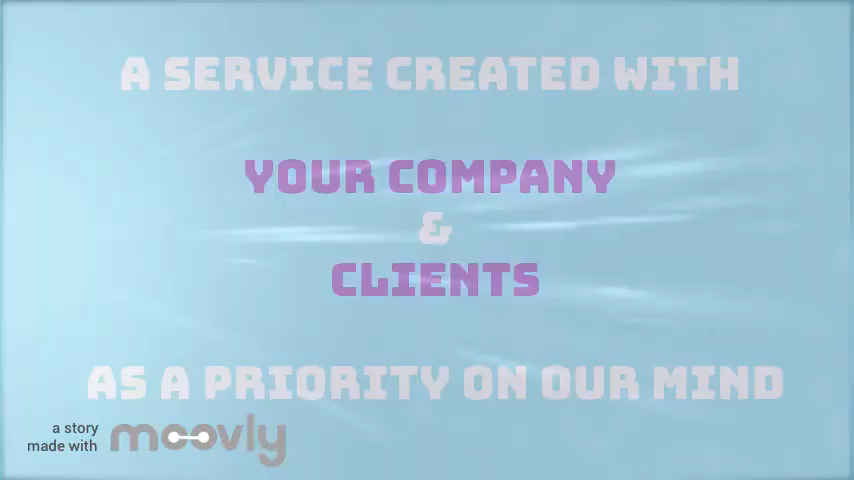 A SERVICE CREATED WITH
YOUR COMPANY
&
CLIENTS
AS A PRIORITY ON OUR MIND
a story
made with moovly